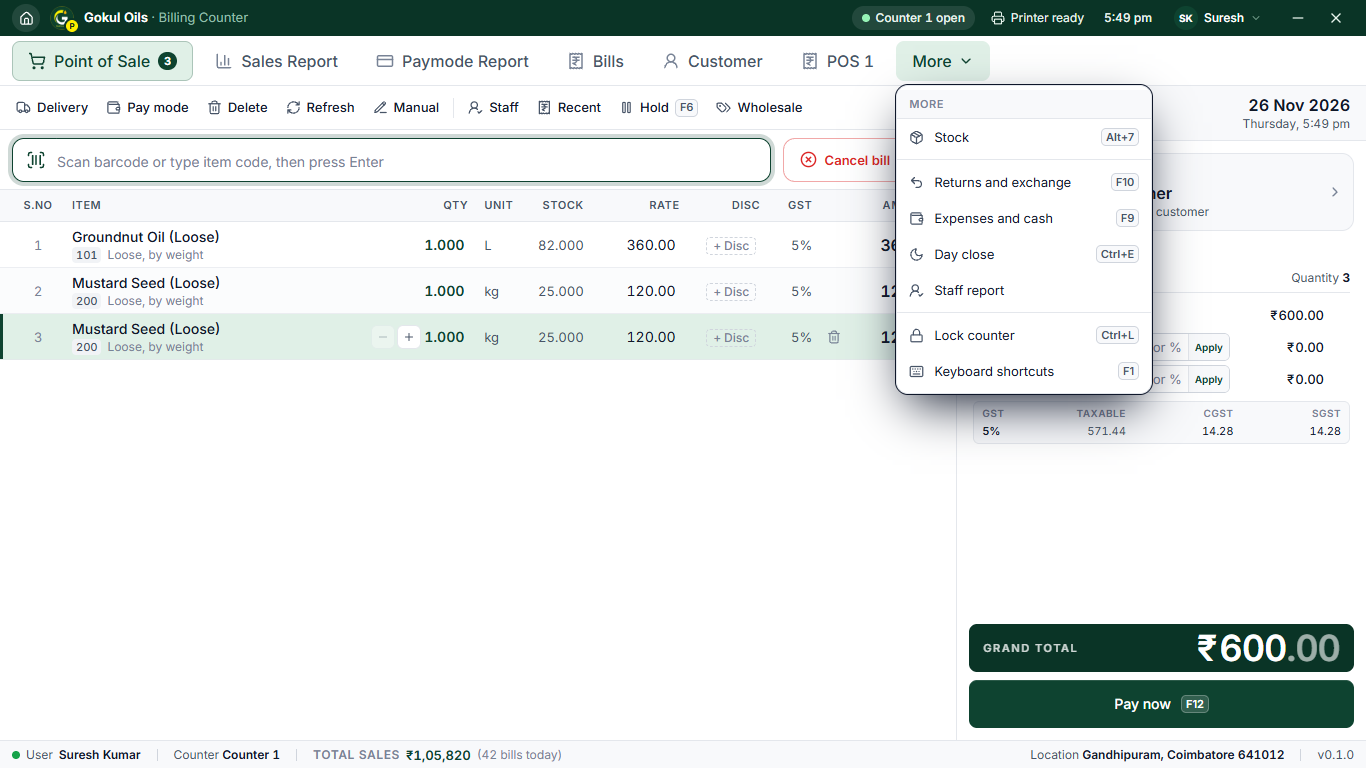 Gokul Oils · Billing Counter
Counter 1 open
Printer ready
5:49 pm
SK Suresh
Point of Sale 3
Sales Report
Paymode Report
Bills
Customer
POS 1
More
Delivery
Pay mode
Delete
Refresh
Manual
Staff
Recent
Hold F6
Wholesale
26 Nov 2026
Thursday, 5:49 pm
Scan barcode or type item code, then press Enter
Cancel bill
MORE
Stock Alt+7
Returns and exchange F10
Expenses and cash F9
Day close Ctrl+E
Staff report
Lock counter Ctrl+L
Keyboard shortcuts F1
customer
S.NO ITEM QTY UNIT STOCK RATE DISC GST
1 Groundnut Oil (Loose) 1.000 L 82.000 360.00 + Disc 5%
101 Loose, by weight
2 Mustard Seed (Loose) 1.000 kg 25.000 120.00 + Disc 5%
200 Loose, by weight
3 Mustard Seed (Loose) − + 1.000 kg 25.000 120.00 + Disc 5%
200 Loose, by weight
Quantity 3
₹600.00
or % Apply ₹0.00
or % Apply ₹0.00
GST TAXABLE CGST SGST
5% 571.44 14.28 14.28
GRAND TOTAL ₹600.00
Pay now F12
User Suresh Kumar
Counter Counter 1
TOTAL SALES ₹1,05,820 (42 bills today)
Location Gandhipuram, Coimbatore 641012
v0.1.0